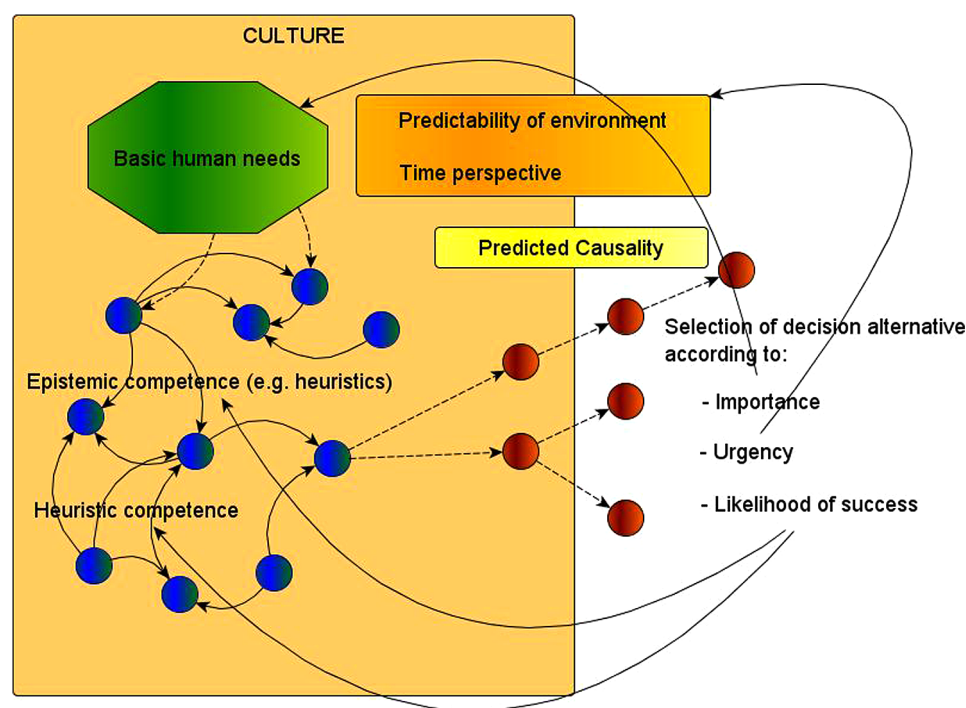 CULTURE
Basic human needs
Predictability of environment
Time perspective
Predicted Causality
Selection of decision alternative
according to:
- Importance
- Urgency
- Likelihood of success
Epistemic competence (e.g. heuristics)
Heuristic competence